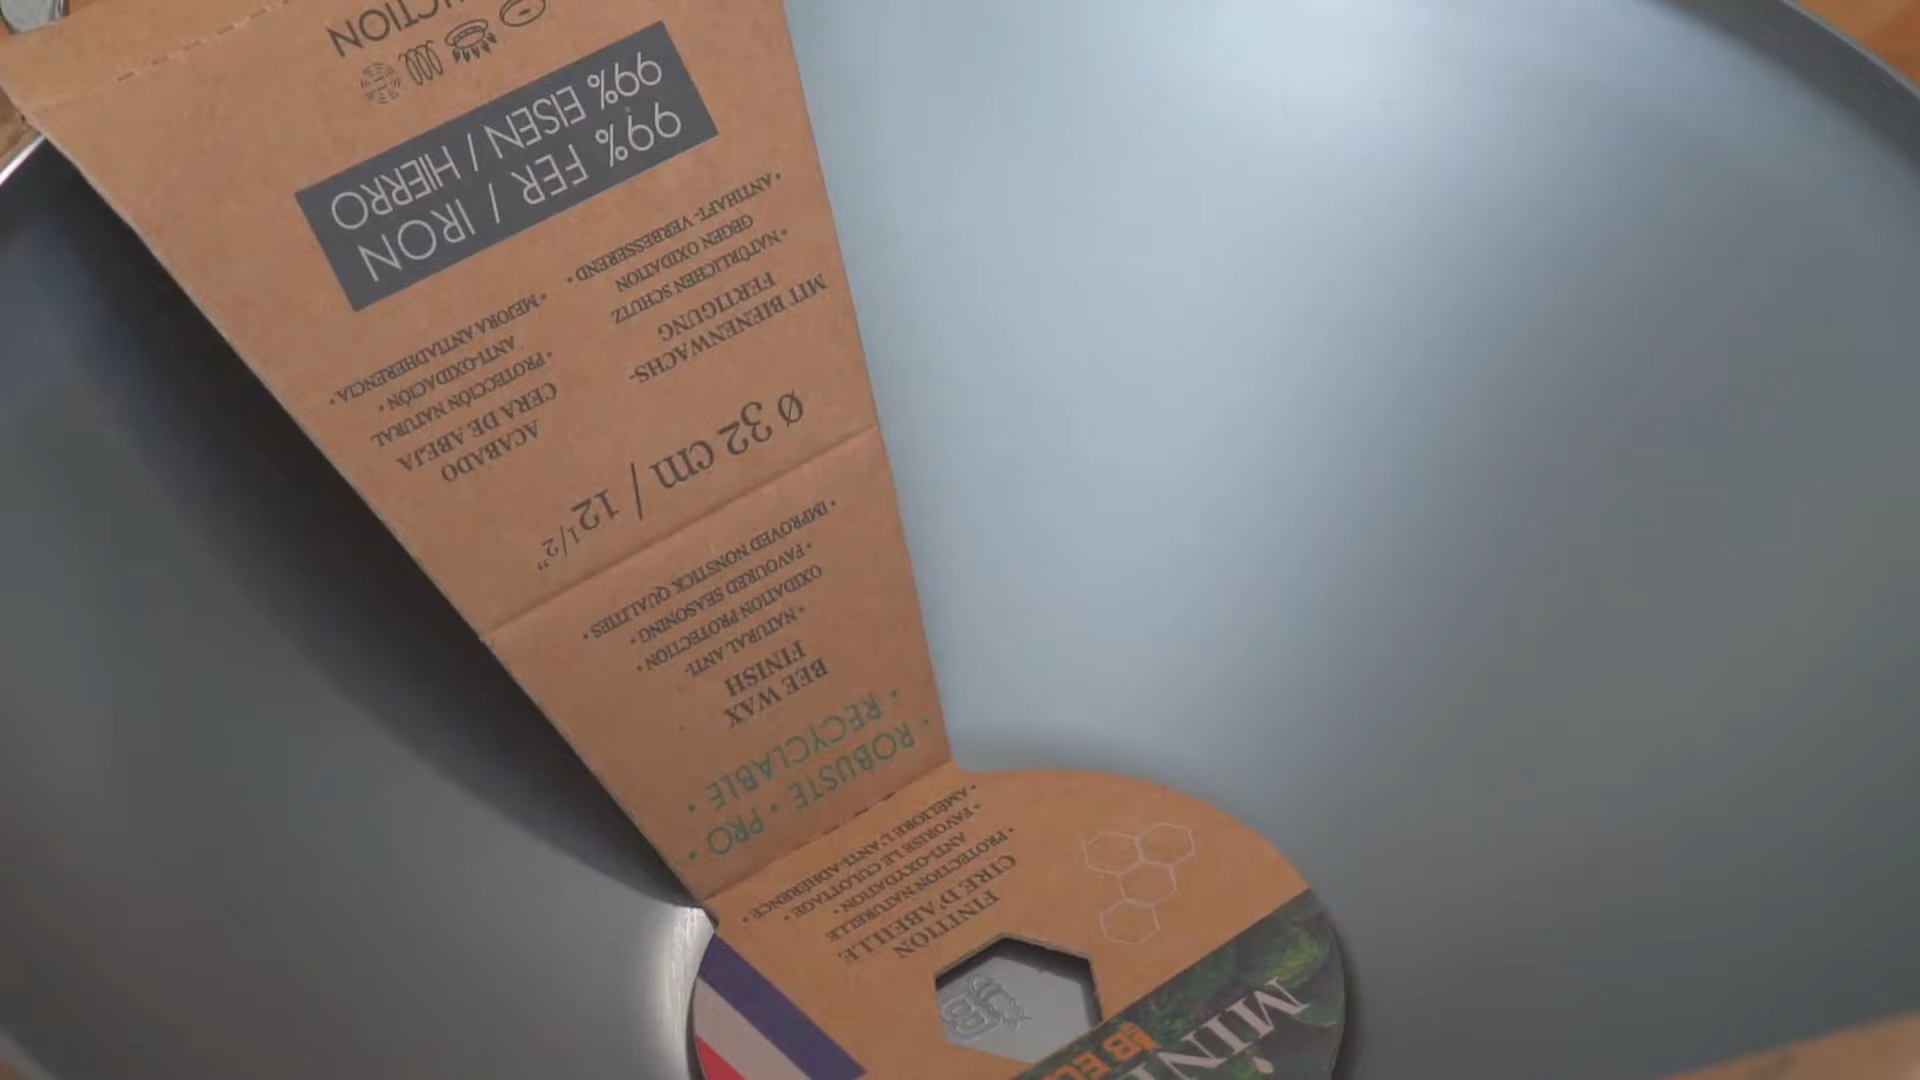 FINITION
CIRE D'ABEILLE
• PROTECTION NATURELLE
ANTI-OXYDATION •
• FAVORISE LE CULOTTAGE •
• AMÉLIORE L'ANTI-ADHÉRENCE •
• ROBUSTE • PRO •
• RECYCLABLE •
BEE WAX
FINISH
• NATURAL ANTI-
OXIDATION PROTECTION •
• FAVOURED SEASONING •
• IMPROVED NONSTICK QUALITIES •
Ø 32 cm / 12 1/2"
MIT BIENENWACHS-
FERTIGUNG
• NATÜRLICHEN SCHUTZ
GEGEN OXIDATION
• ANTIHAFT-VERBESSEREND •
ACABADO
CERA DE ABEJA
• PROTECCIÓN NATURAL
ANTI-OXIDACIÓN •
• MEJORA ANTIADHERENCIA •
99% FER / IRON
99% EISEN / HIERRO